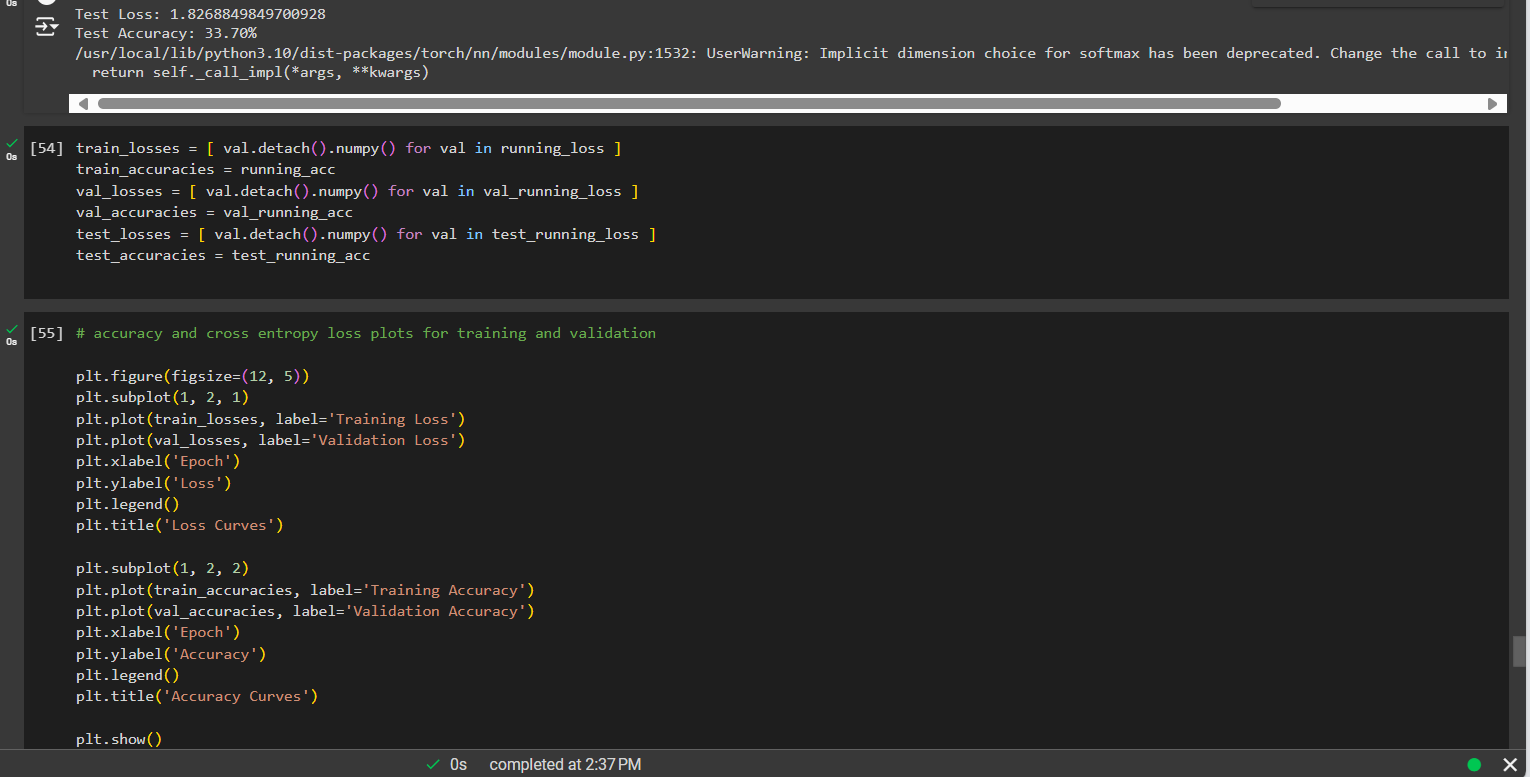 0s
Test Loss: 1.8268849849700928
Test Accuracy: 33.70%
/usr/local/lib/python3.10/dist-packages/torch/nn/modules/module.py:1532: UserWarning: Implicit dimension choice for softmax has been deprecated. Change the call to in
  return self._call_impl(*args, **kwargs)
0s
[54] train_losses = [ val.detach().numpy() for val in running_loss ]
train_accuracies = running_acc
val_losses = [ val.detach().numpy() for val in val_running_loss ]
val_accuracies = val_running_acc
test_losses = [ val.detach().numpy() for val in test_running_loss ]
test_accuracies = test_running_acc
0s
[55] # accuracy and cross entropy loss plots for training and validation
plt.figure(figsize=(12, 5))
plt.subplot(1, 2, 1)
plt.plot(train_losses, label='Training Loss')
plt.plot(val_losses, label='Validation Loss')
plt.xlabel('Epoch')
plt.ylabel('Loss')
plt.legend()
plt.title('Loss Curves')
plt.subplot(1, 2, 2)
plt.plot(train_accuracies, label='Training Accuracy')
plt.plot(val_accuracies, label='Validation Accuracy')
plt.xlabel('Epoch')
plt.ylabel('Accuracy')
plt.legend()
plt.title('Accuracy Curves')
plt.show()
0s completed at 2:37 PM